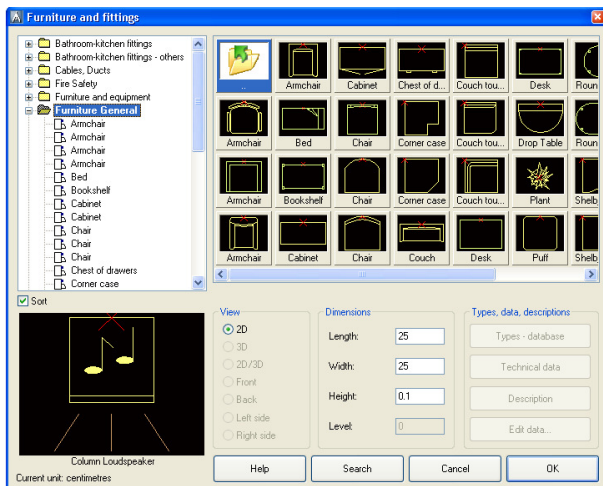 Furniture and fittings
Bathroom-kitchen fittings
Bathroom-kitchen fittings - others
Cables, Ducts
Fire Safety
Furniture and equipment
Furniture General
Armchair
Armchair
Armchair
Armchair
Bed
Bookshelf
Cabinet
Cabinet
Chair
Chair
Chair
Chest of drawers
Corner case
..
Armchair
Cabinet
Chest of d...
Couch tou...
Desk
Roun
Armchair
Bed
Chair
Corner case
Couch tou...
Drop Table
Roun
Armchair
Bookshelf
Chair
Corner case
Couch tou...
Plant
Shelb
Armchair
Cabinet
Chair
Couch
Desk
Puff
Shelb
Sort
Column Loudspeaker
Current unit: centimetres
View
2D
3D
2D/3D
Front
Back
Left side
Right side
Dimensions
Length: 25
Width: 25
Height: 0.1
Level: 0
Types, data, descriptions
Types - database
Technical data
Description
Edit data...
Help
Search
Cancel
OK